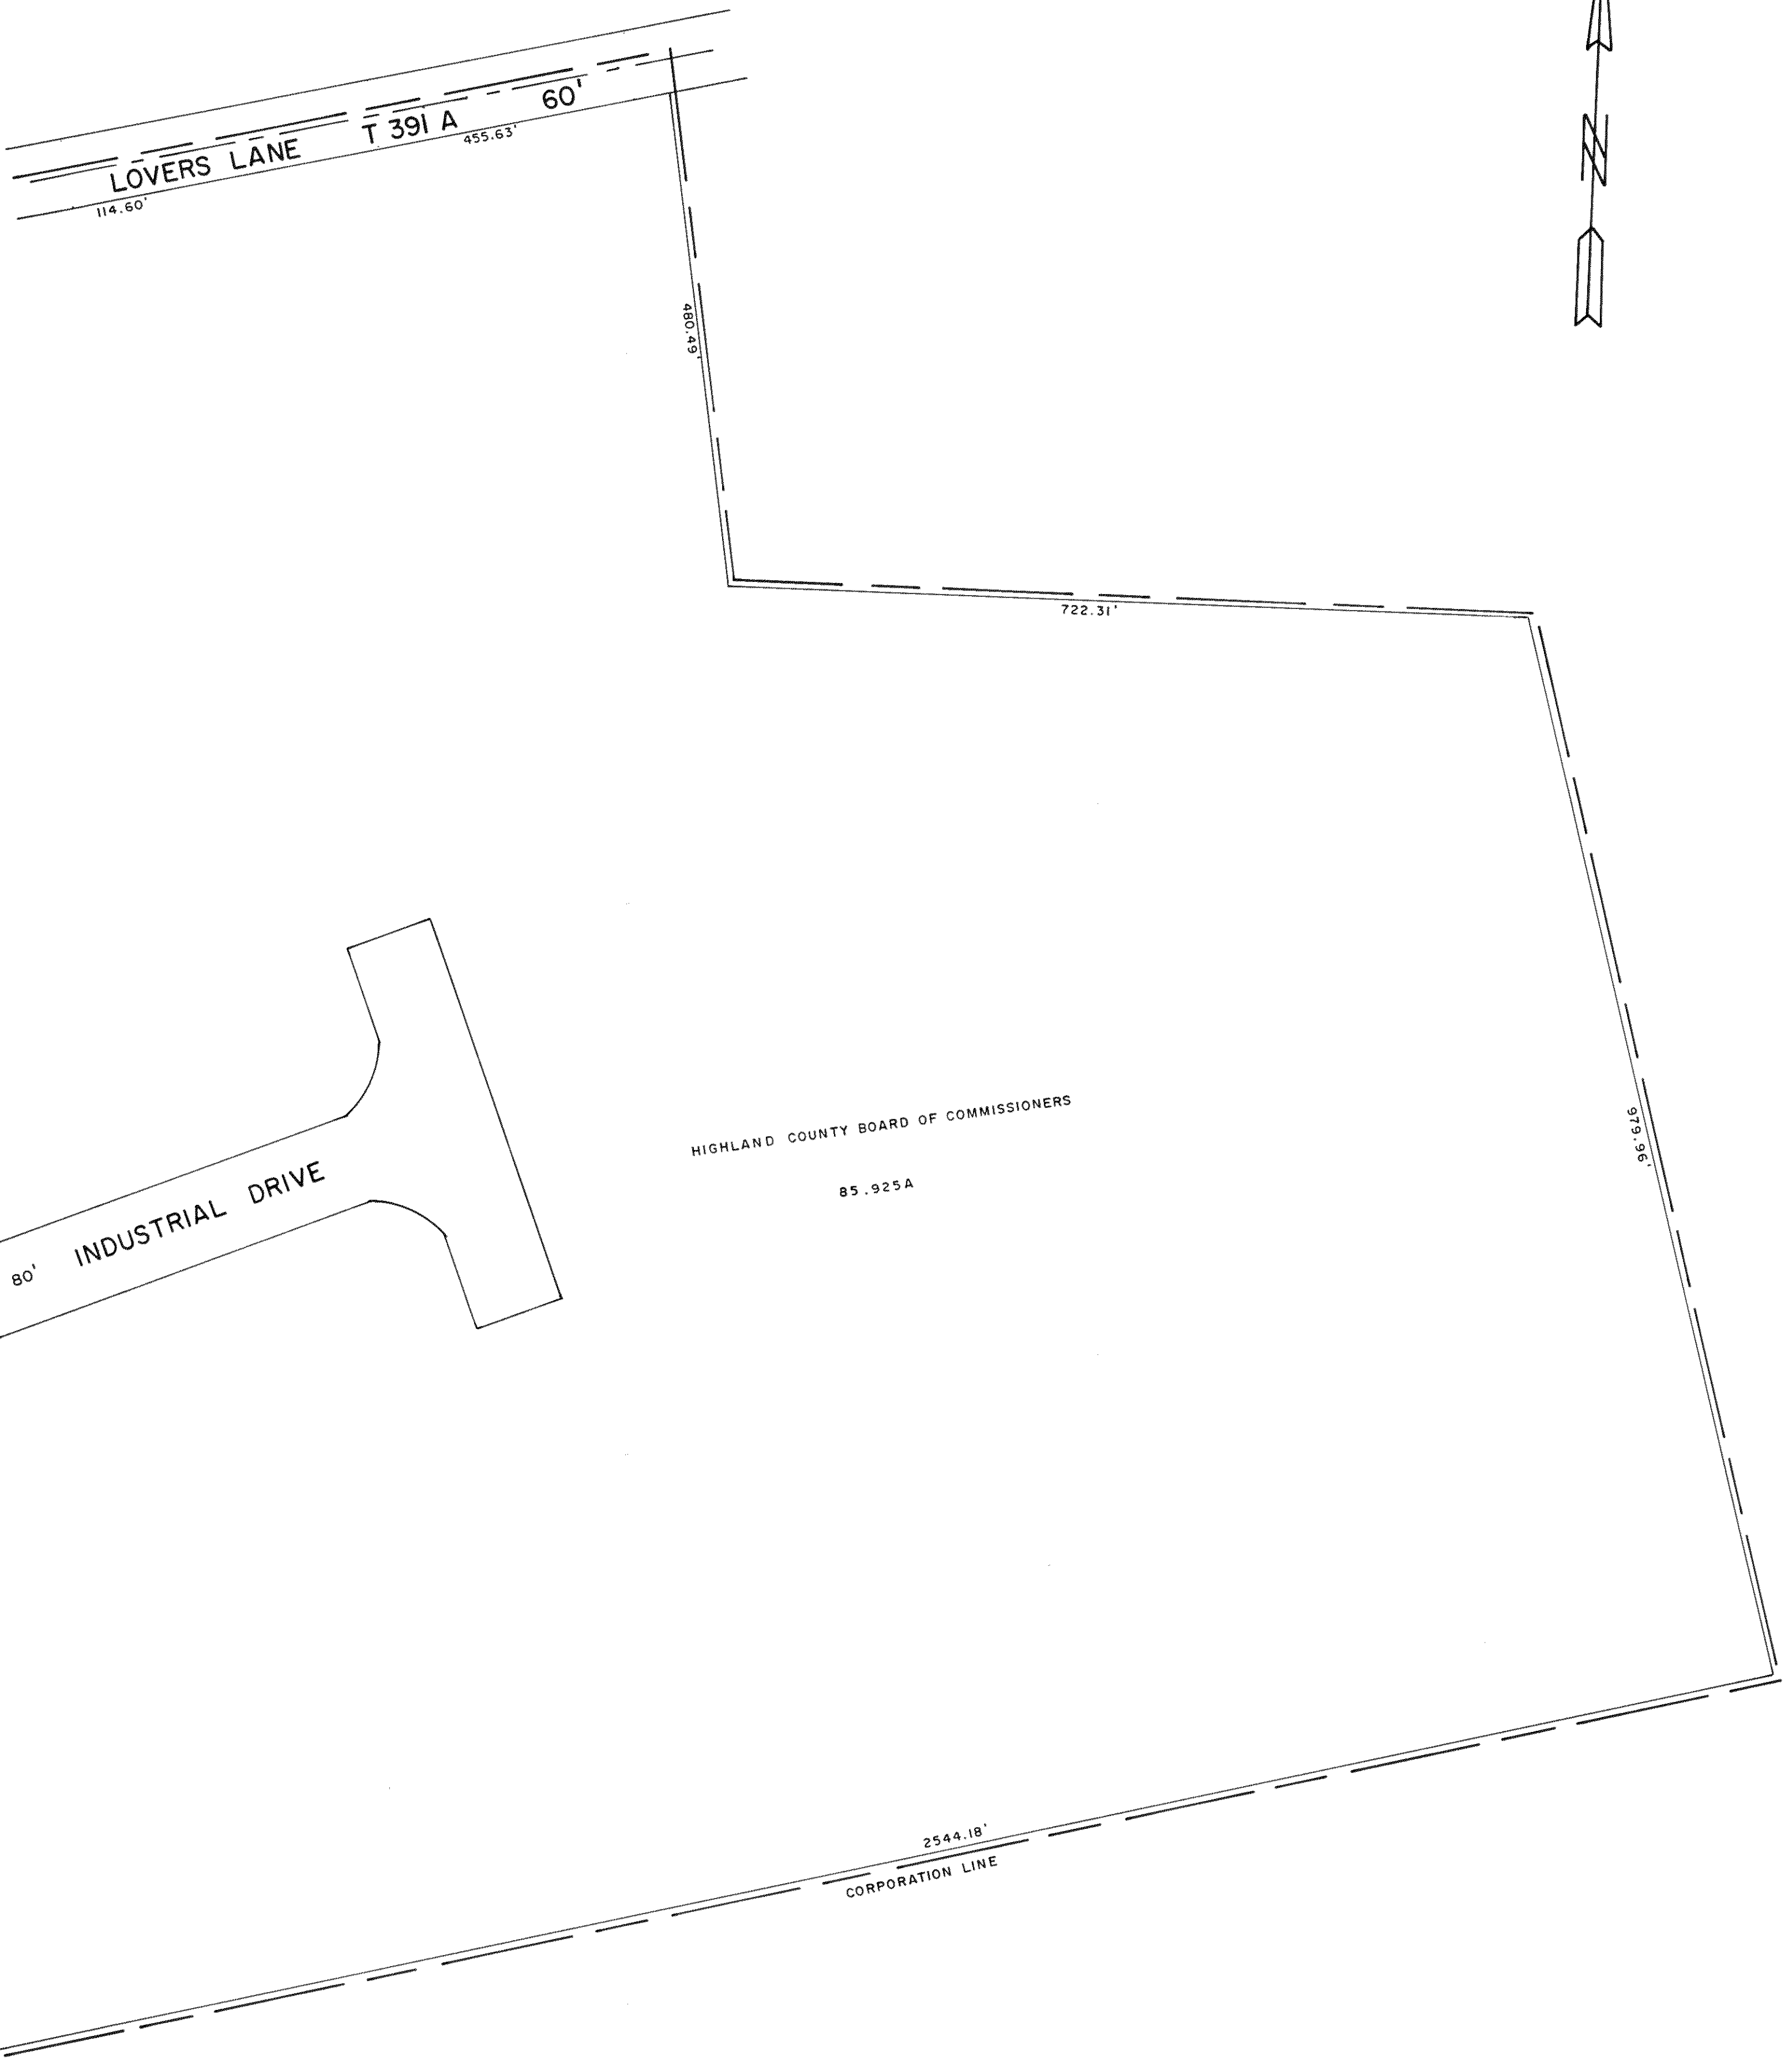 N
60'
T 391 A
455.63'
LOVERS LANE
114.60'
480.49'
722.31'
979.96'
HIGHLAND COUNTY BOARD OF COMMISSIONERS
85.925A
INDUSTRIAL DRIVE
80'
2544.18'
CORPORATION LINE